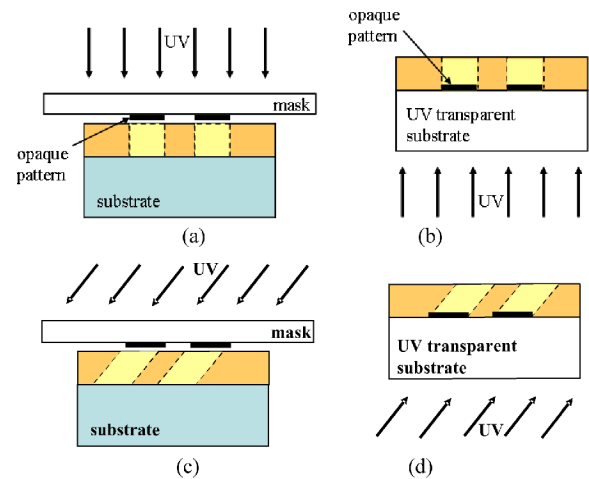 UV
mask
opaque
pattern
substrate
(a)
opaque
pattern
UV transparent
substrate
UV
(b)
UV
mask
substrate
(c)
UV transparent
substrate
UV
(d)